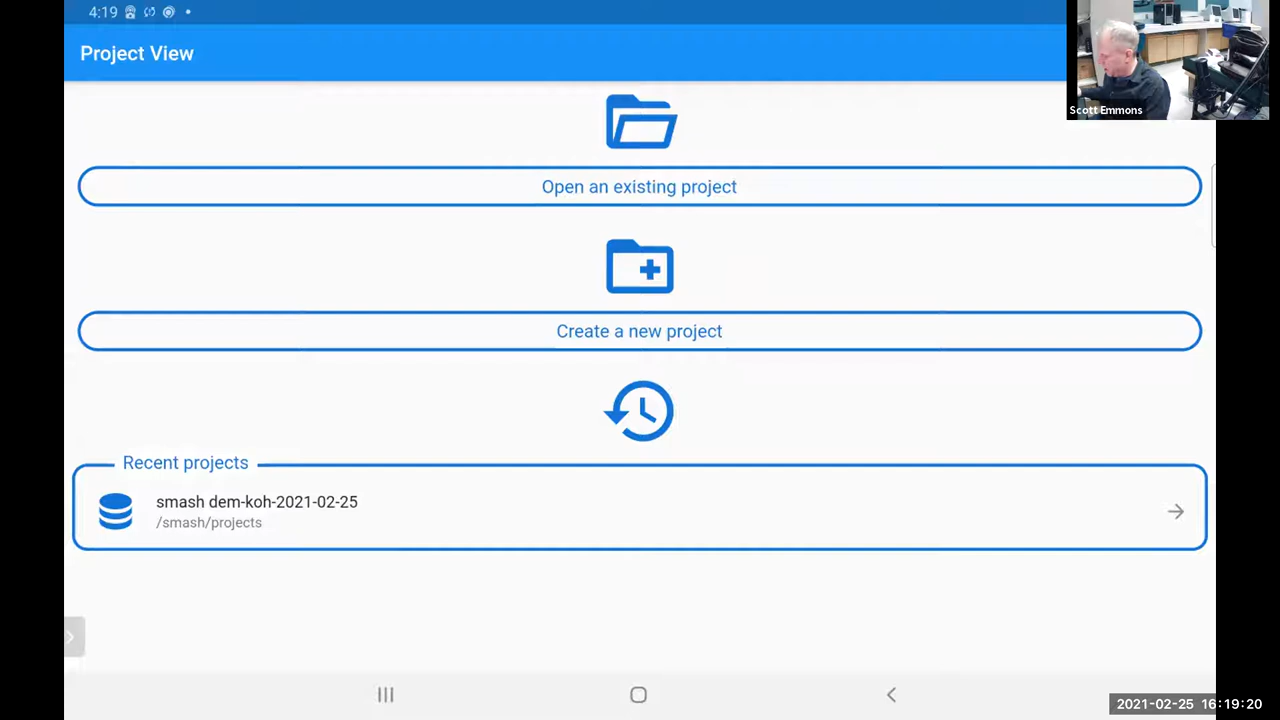 4:19
Project View
Scott Emmons
Open an existing project
Create a new project
Recent projects
smash dem-koh-2021-02-25
/smash/projects
2021-02-25 16:19:20